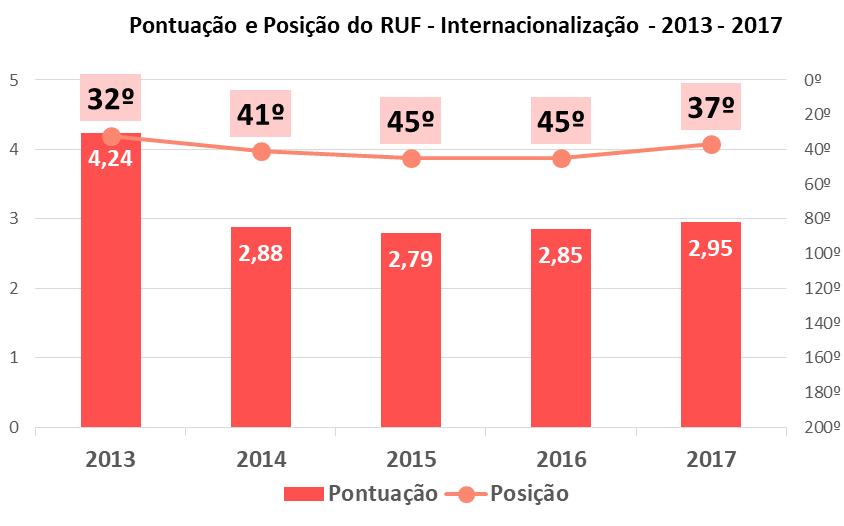 Pontuação e Posição do RUF - Internacionalização - 2013 - 2017
5
4
3
2
1
0
32º
41º
45º
45º
37º
4,24
2,88
2,79
2,85
2,95
0º
20º
40º
60º
80º
100º
120º
140º
160º
180º
200º
2013 2014 2015 2016 2017
Pontuação Posição